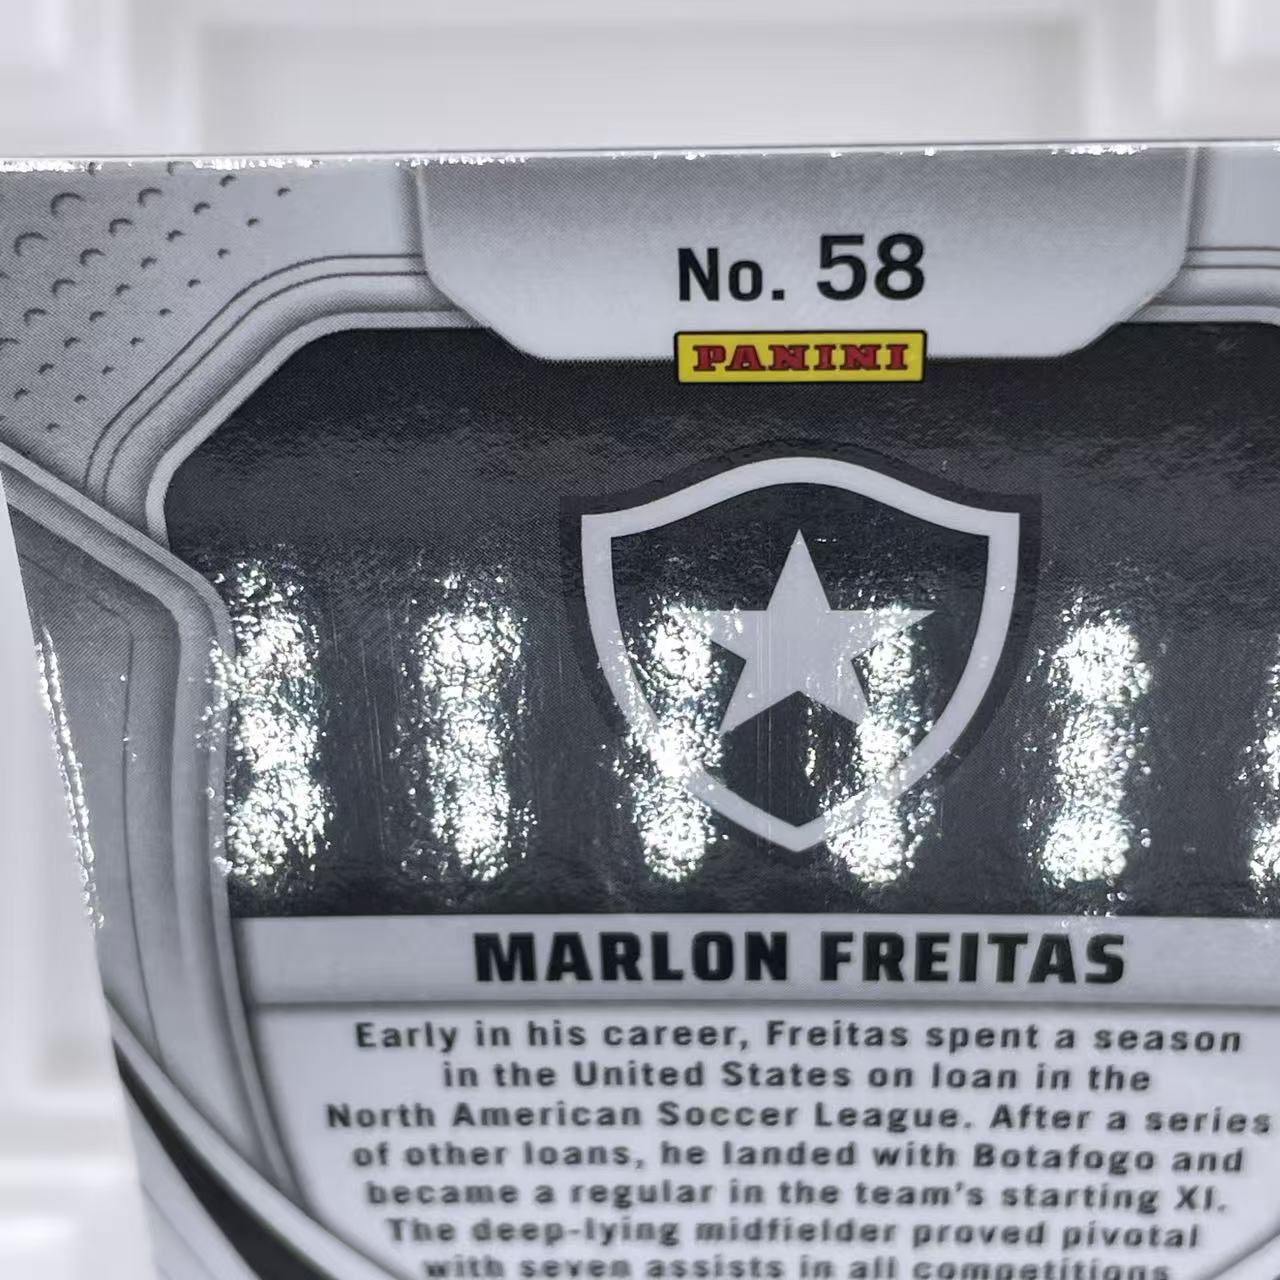 No. 58
PANINI
MARLON FREITAS
Early in his career, Freitas spent a season
in the United States on loan in the
North American Soccer League. After a series
of other loans, he landed with Botafogo and
became a regular in the team's starting XI.
The deep-lying midfielder proved pivotal
with seven assists in all competitions